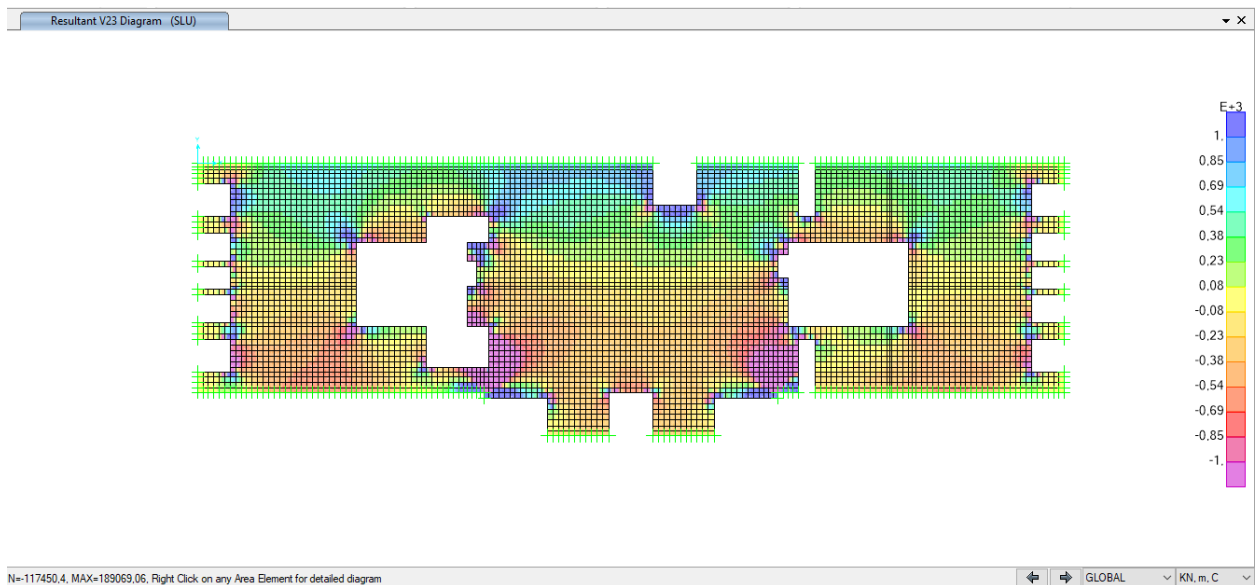 Resultant V23 Diagram (SLU)
E+3
1,
0.85
0.69
0.54
0.38
0.23
0.08
-0.08
-0.23
-0.38
-0.54
-0.69
-0.85
-1,
N=-117450,4, MAX=189069,06, Right Click on any Area Element for detailed diagram
GLOBAL
KN, m, C